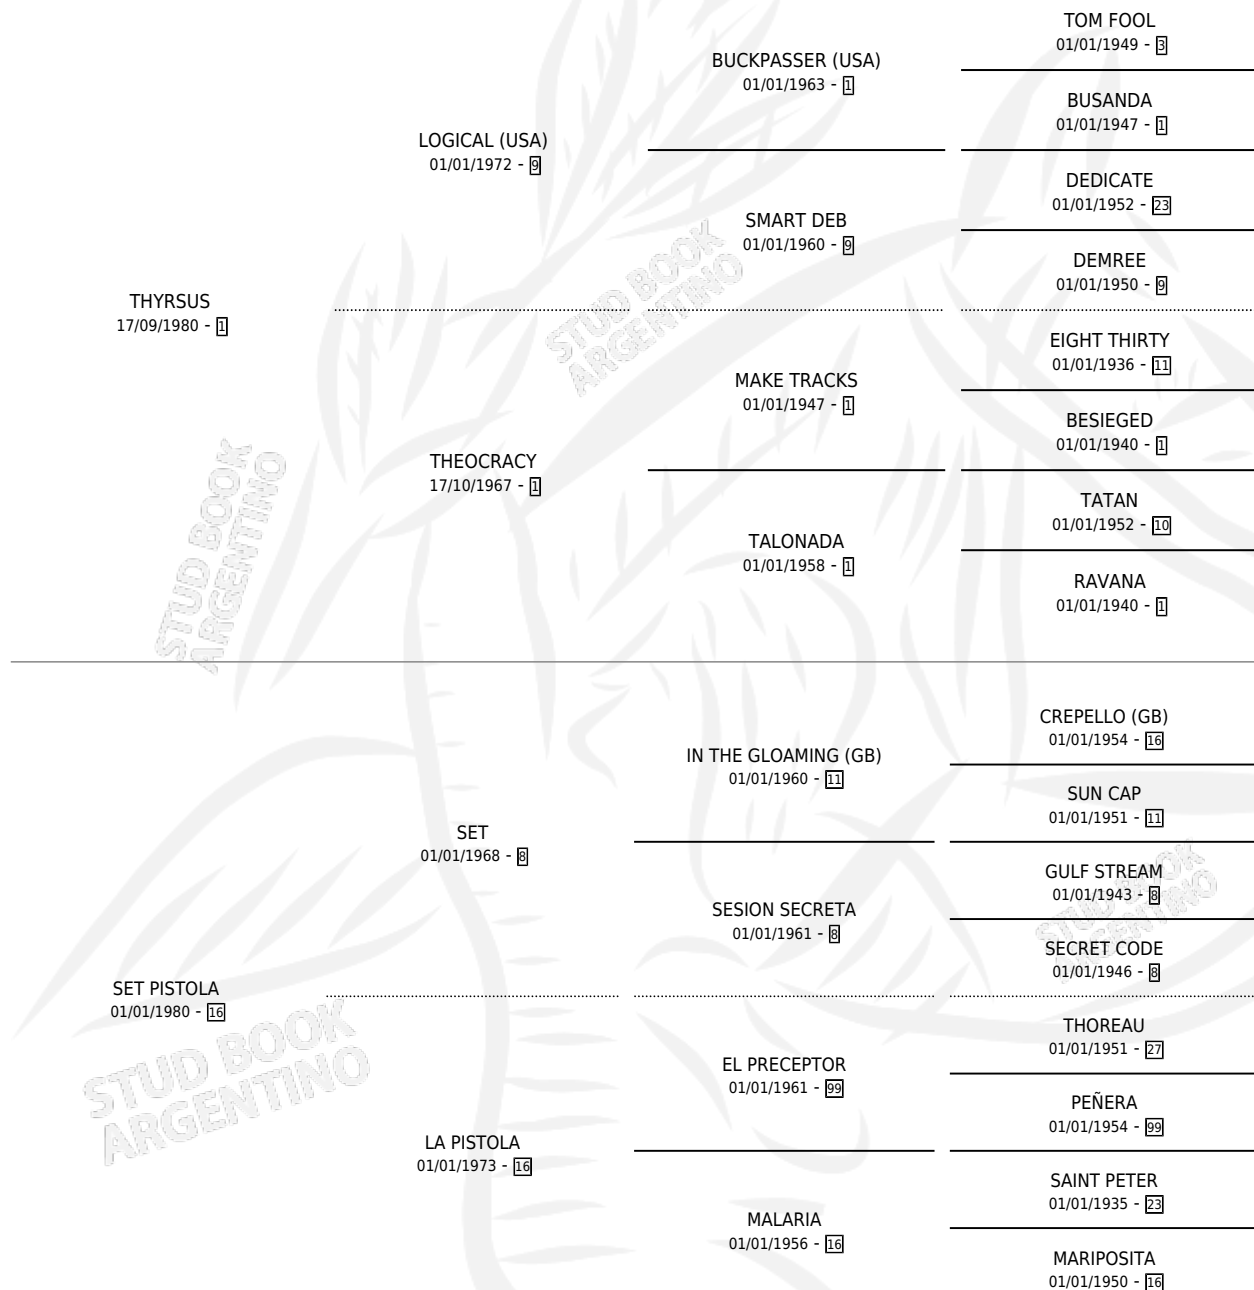 TOM FOOL
01/01/1949 - 3
BUCKPASSER (USA)
01/01/1963 - 1
BUSANDA
01/01/1947 - 1
LOGICAL (USA)
01/01/1972 - 9
DEDICATE
01/01/1952 - 23
SMART DEB
01/01/1960 - 9
DEMREE
01/01/1950 - 9
THYRSUS
17/09/1980 - 1
EIGHT THIRTY
01/01/1936 - 11
MAKE TRACKS
01/01/1947 - 1
BESIEGED
01/01/1940 - 1
THEOCRACY
17/10/1967 - 1
TATAN
01/01/1952 - 10
TALONADA
01/01/1958 - 1
RAVANA
01/01/1940 - 1
CREPELLO (GB)
01/01/1954 - 16
IN THE GLOAMING (GB)
01/01/1960 - 11
SUN CAP
01/01/1951 - 11
SET
01/01/1968 - 8
GULF STREAM
01/01/1943 - 8
SESION SECRETA
01/01/1961 - 8
SECRET CODE
01/01/1946 - 8
SET PISTOLA
01/01/1980 - 16
THOREAU
01/01/1951 - 27
EL PRECEPTOR
01/01/1961 - 99
PEÑERA
01/01/1954 - 99
LA PISTOLA
01/01/1973 - 16
SAINT PETER
01/01/1935 - 23
MALARIA
01/01/1956 - 16
MARIPOSITA
01/01/1950 - 16
STUD BOOK
ARGENTINO
STUD BOOK
ARGENTINO
STUD BOOK
ARGENTINO
STUD BOOK
ARGENTINO